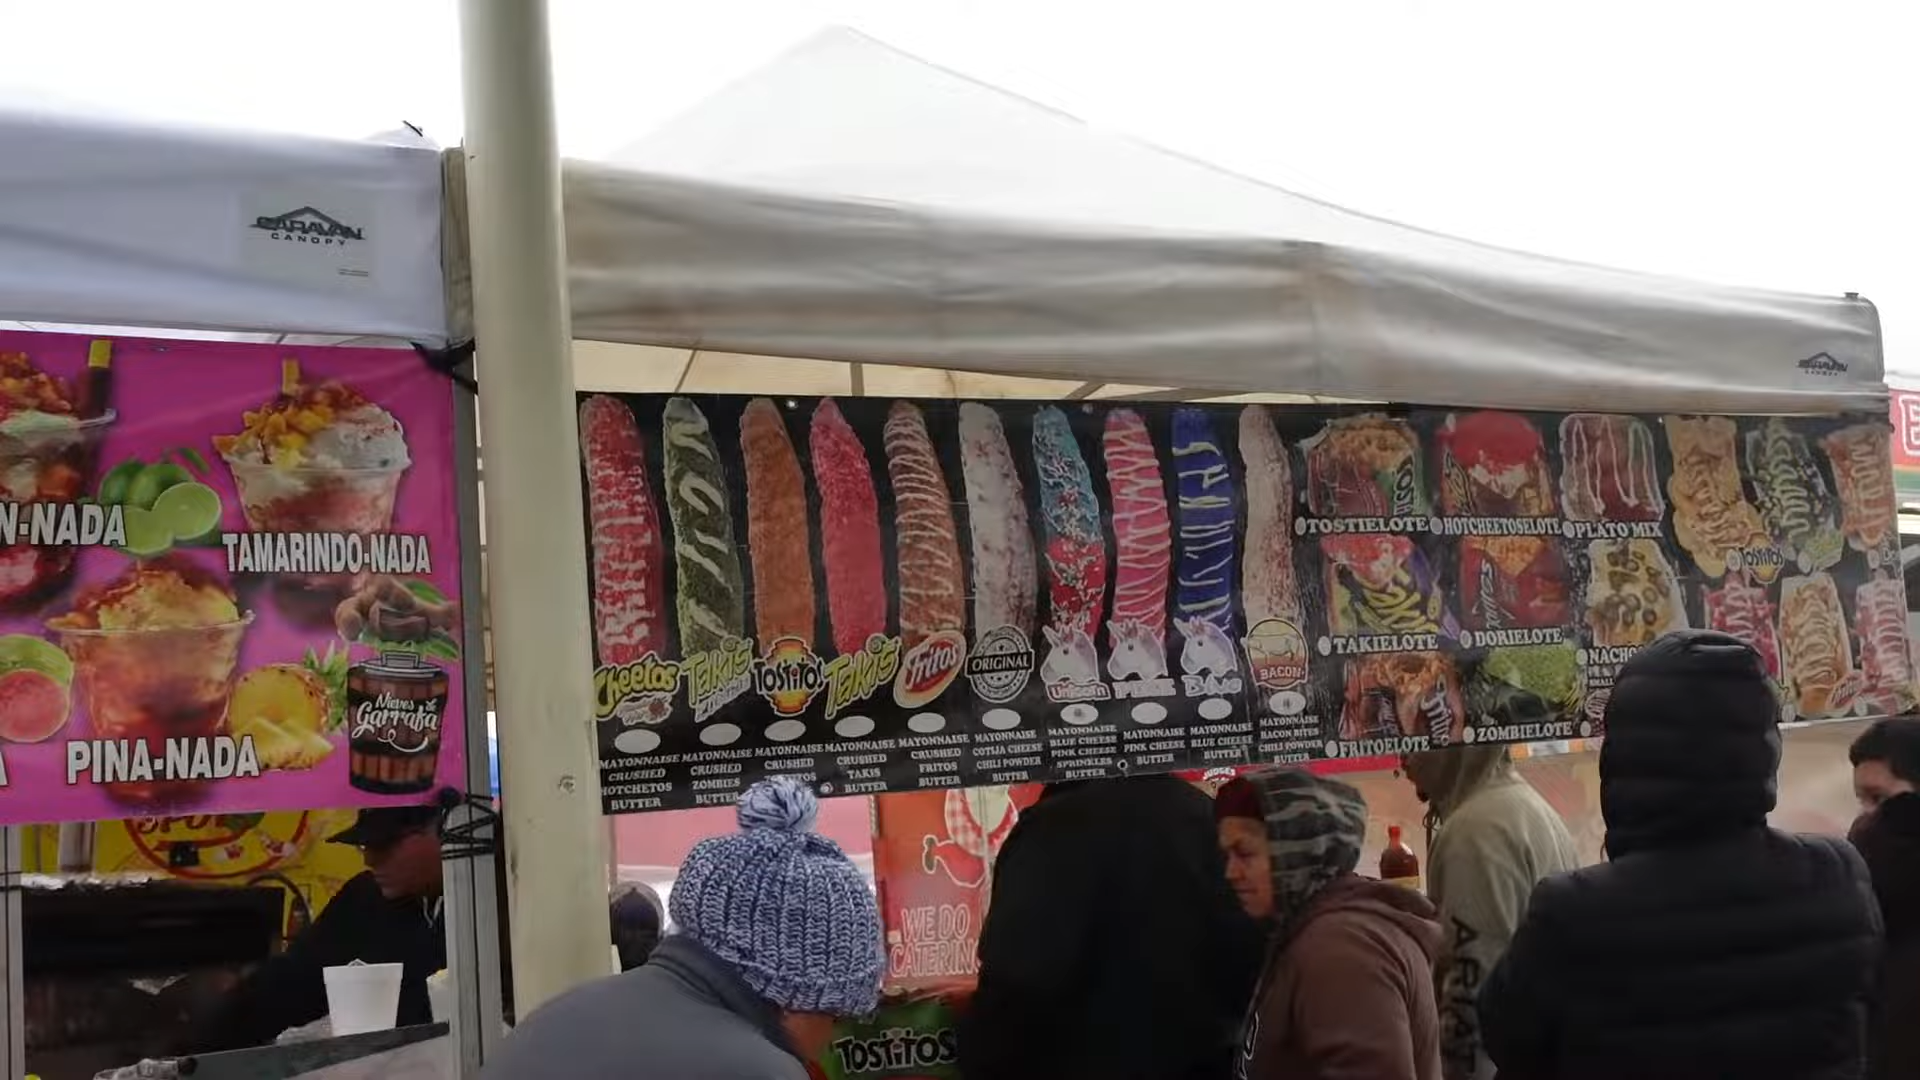 CARAVAN
CANOPY
CARAVAN
N-NADA
TAMARINDO-NADA
PINA-NADA
Nieves
Garrafa
Cheetos
Takis
Tostitos
Takis
Fritos
ORIGINAL
Unicorn
PINK
Blue
BACON
MAYONNAISE
CRUSHED
HOTCHETOS
BUTTER
MAYONNAISE
CRUSHED
ZOMBIES
BUTTER
MAYONNAISE
CRUSHED
MAYONNAISE
CRUSHED
TAKIS
BUTTER
MAYONNAISE
CRUSHED
FRITOS
BUTTER
MAYONNAISE
COTIJA CHEESE
CHILI POWDER
BUTTER
MAYONNAISE
BLUE CHEESE
PINK CHEESE
SPRINKLES
BUTTER
MAYONNAISE
PINK CHEESE
BUTTER
MAYONNAISE
BLUE CHEESE
BUTTER
MAYONNAISE
BACON BITES
CHILI POWDER
BUTTER
TOSTIELOTE
HOTCHEETOSELOTE
PLATO MIX
Tostitos
TAKIELOTE
DORIELOTE
NACHO
FRITOELOTE
ZOMBIELOTE
WE DO
CATERING
TOSTITOS
ARIAT